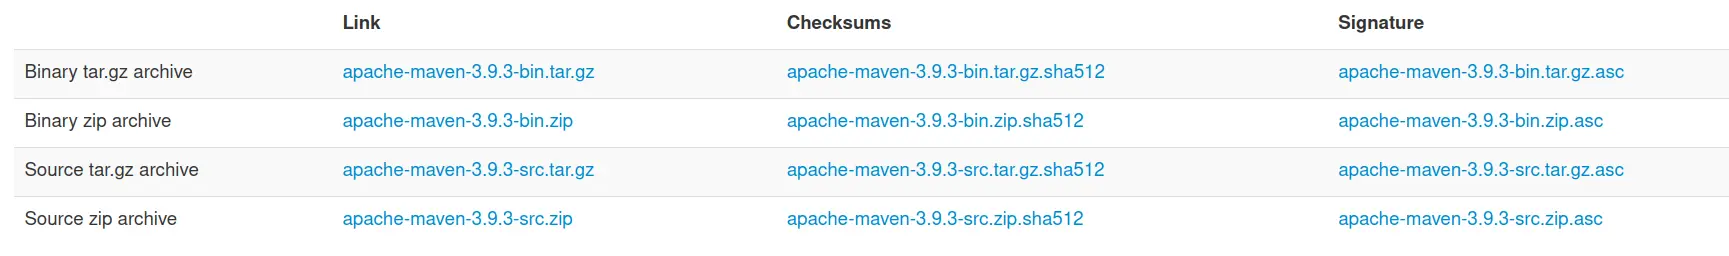 Link Checksums Signature
Binary tar.gz archive apache-maven-3.9.3-bin.tar.gz apache-maven-3.9.3-bin.tar.gz.sha512 apache-maven-3.9.3-bin.tar.gz.asc
Binary zip archive apache-maven-3.9.3-bin.zip apache-maven-3.9.3-bin.zip.sha512 apache-maven-3.9.3-bin.zip.asc
Source tar.gz archive apache-maven-3.9.3-src.tar.gz apache-maven-3.9.3-src.tar.gz.sha512 apache-maven-3.9.3-src.tar.gz.asc
Source zip archive apache-maven-3.9.3-src.zip apache-maven-3.9.3-src.zip.sha512 apache-maven-3.9.3-src.zip.asc